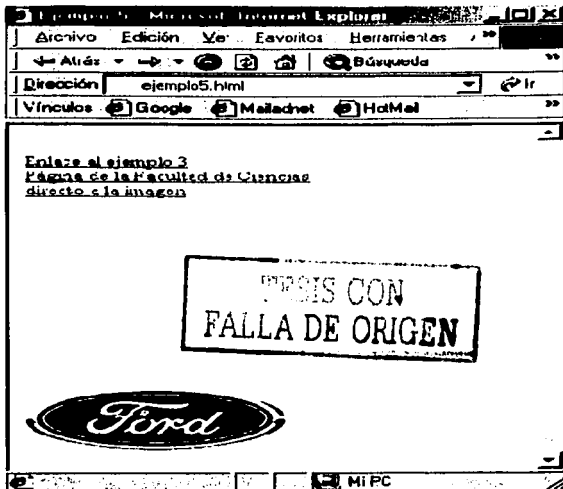 Ejemplo 5 - Microsoft Internet Explorer
Archivo Edición Ver Favoritos Herramientas
Atrás Búsqueda
Dirección ejemplo5.html Ir
Vínculos Google Mailadnet HotMail
Enlace al ejemplo 3
Página de la Facultad de Ciencias
directo a la imagen
TESIS CON
FALLA DE ORIGEN
Ford
Mi PC